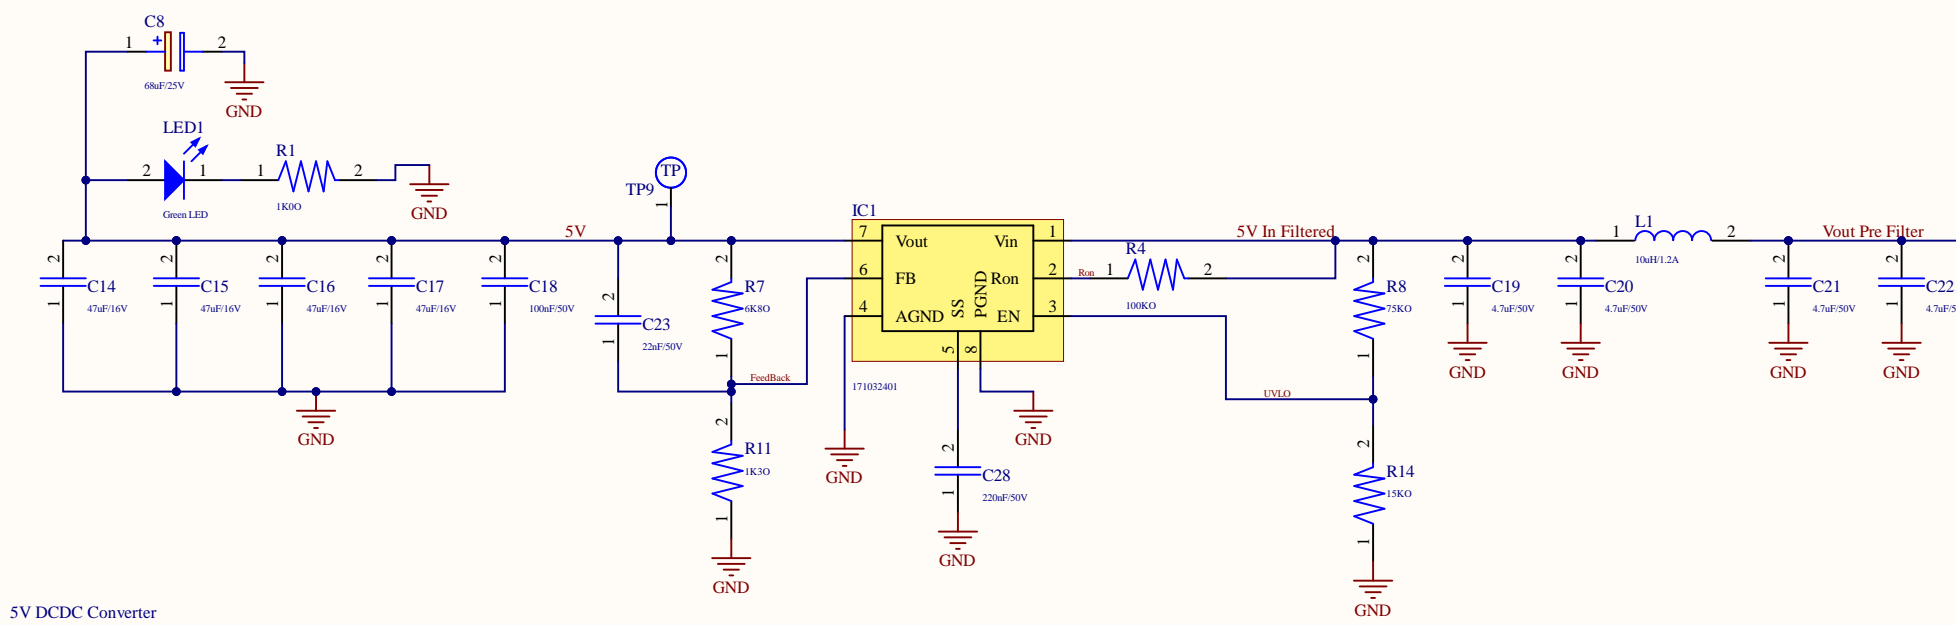 C8
1
+
2
68uF/25V
GND
LED1
2
1
Green LED
R1
1
2
1K0O
GND
TP
TP9
1
5V
2
C14
1
47uF/16V
2
C15
1
47uF/16V
2
C16
1
47uF/16V
2
C17
1
47uF/16V
2
C18
1
100nF/50V
GND
2
C23
1
22nF/50V
2
R7
6K8O
1
FeedBack
2
R11
1K3O
1
GND
IC1
7
Vout
Vin
1
6
FB
Ron
2
4
AGND
SS
PGND
EN
3
5
8
171032401
GND
GND
2
C28
1
220nF/50V
GND
5V In Filtered
Ron
R4
1
2
100KO
UVLO
2
R8
75KO
1
2
R14
15KO
1
GND
2
C19
1
4.7uF/50V
GND
2
C20
1
4.7uF/50V
GND
L1
1
2
10uH/1.2A
Vout Pre Filter
2
C21
1
4.7uF/50V
GND
2
C22
1
4.7uF/5
GND
5V DCDC Converter